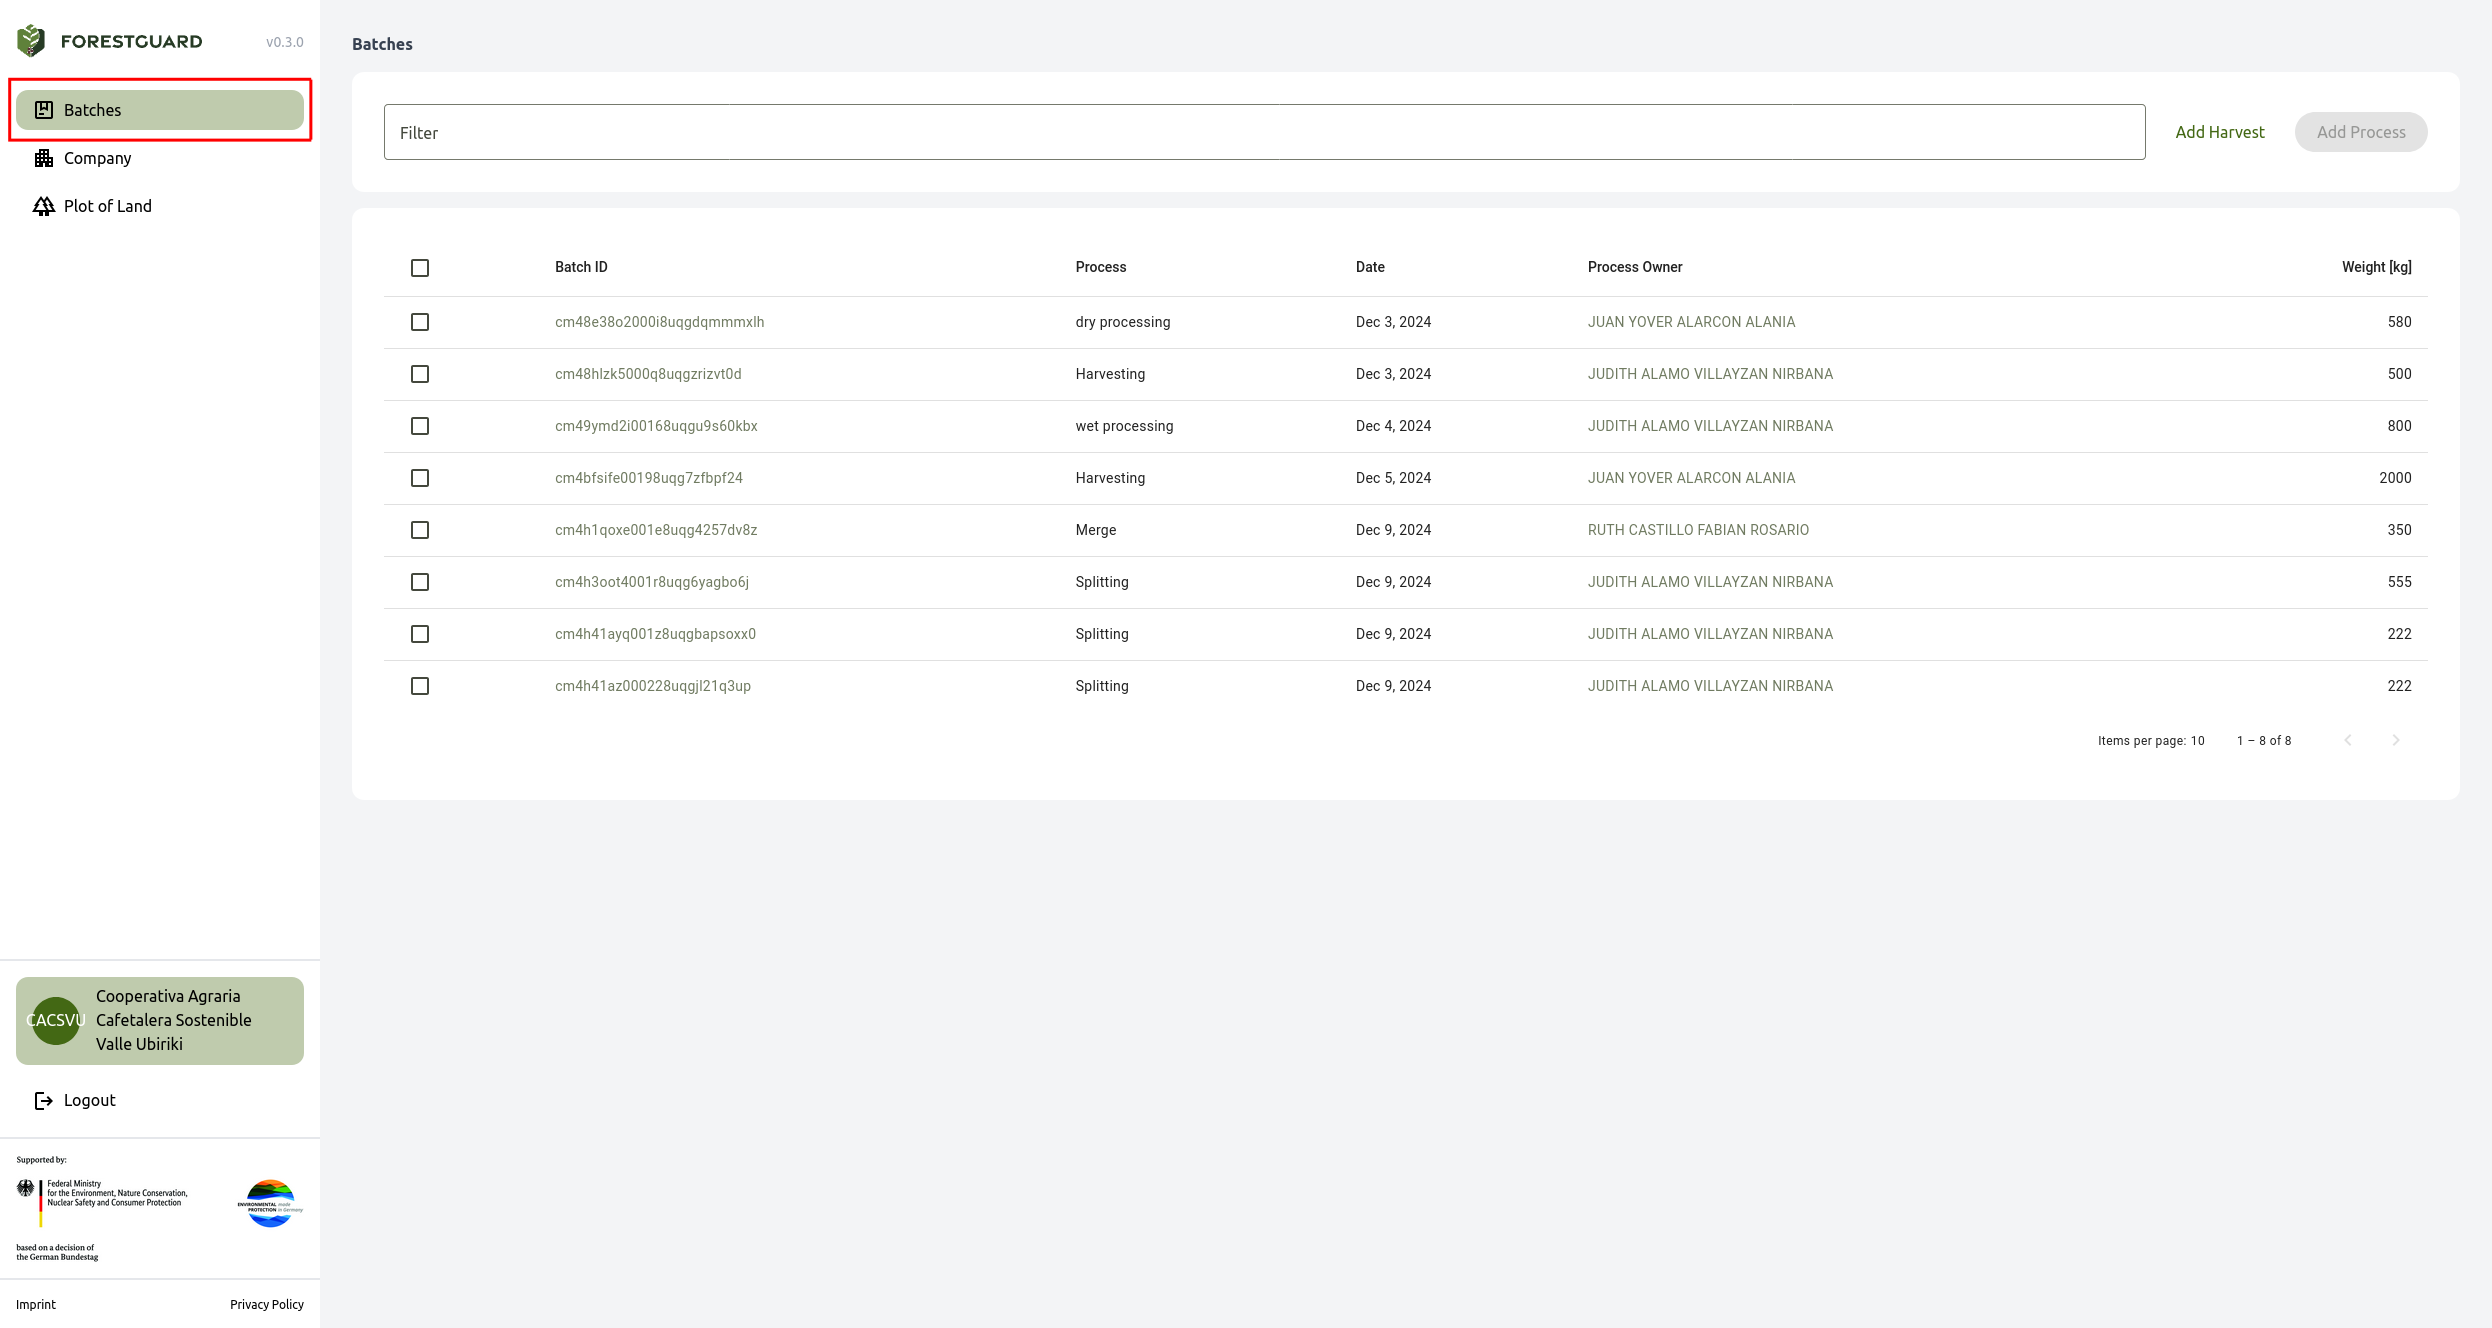 FORESTGUARD v0.3.0
Batches
Company
Plot of Land
Batches
Filter Add Harvest Add Process
Batch ID Process Date Process Owner Weight [kg]
cm48e38o2000i8uqgdqmmmxlh dry processing Dec 3, 2024 JUAN YOVER ALARCON ALANIA 580
cm48hlzk5000q8uqgzrizvt0d Harvesting Dec 3, 2024 JUDITH ALAMO VILLAYZAN NIRBANA 500
cm49ymd2i00168uqgu9s60kbx wet processing Dec 4, 2024 JUDITH ALAMO VILLAYZAN NIRBANA 800
cm4bfsife00198uqg7zfbpf24 Harvesting Dec 5, 2024 JUAN YOVER ALARCON ALANIA 2000
cm4h1qoxe001e8uqg4257dv8z Merge Dec 9, 2024 RUTH CASTILLO FABIAN ROSARIO 350
cm4h3oot4001r8uqg6yagbo6j Splitting Dec 9, 2024 JUDITH ALAMO VILLAYZAN NIRBANA 555
cm4h41ayq001z8uqgbapsoxx0 Splitting Dec 9, 2024 JUDITH ALAMO VILLAYZAN NIRBANA 222
cm4h41az000228uqgjl21q3up Splitting Dec 9, 2024 JUDITH ALAMO VILLAYZAN NIRBANA 222
Items per page: 10 1 – 8 of 8
CACSVU
Cooperativa Agraria
Cafetalera Sostenible
Valle Ubiriki
Logout
Supported by:
Federal Ministry
for the Environment, Nature Conservation,
Nuclear Safety and Consumer Protection
ENVIRONMENTAL made
PROTECTION in Germany
based on a decision of
the German Bundestag
Imprint Privacy Policy